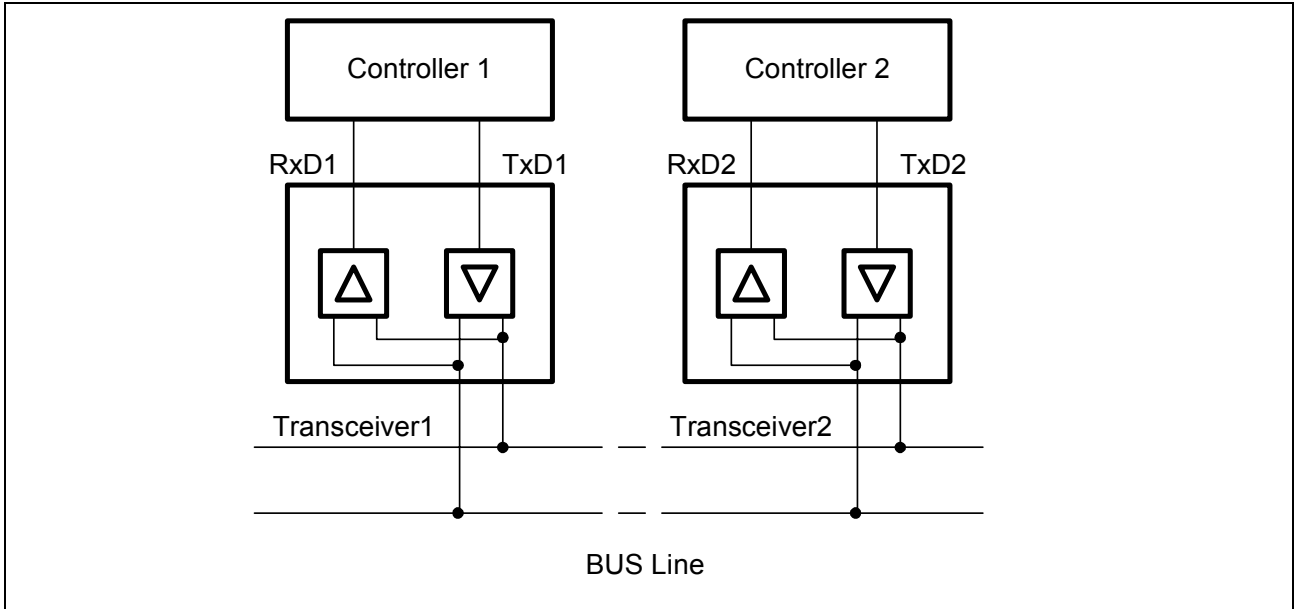 Controller 1
Controller 2
RxD1
TxD1
RxD2
TxD2
Transceiver1
Transceiver2
BUS Line